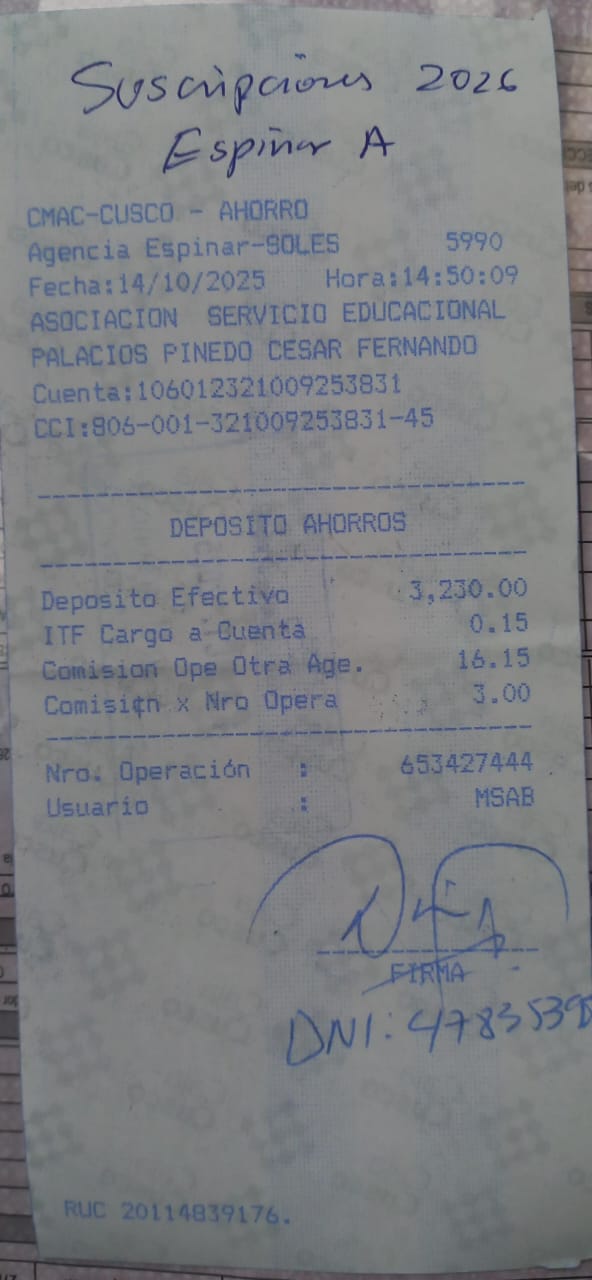 Suscripciones 2026
Espinar A
CMAC-CUSCO - AHORRO
Agencia Espinar-SOLES 5990
Fecha:14/10/2025 Hora:14:50:09
ASOCIACION SERVICIO EDUCACIONAL
PALACIOS PINEDO CESAR FERNANDO
Cuenta:106012321009253831
CCI:806-001-321009253831-45
DEPOSITO AHORROS
Deposito Efectivo 3,230.00
ITF Cargo a Cuenta 0.15
Comision Ope Otra Age. 16.15
Comisi¢n x Nro Opera 3.00
Nro. Operación : 653427444
Usuario : MSAB
FIRMA
DNI: 47835398
RUC 20114839176.